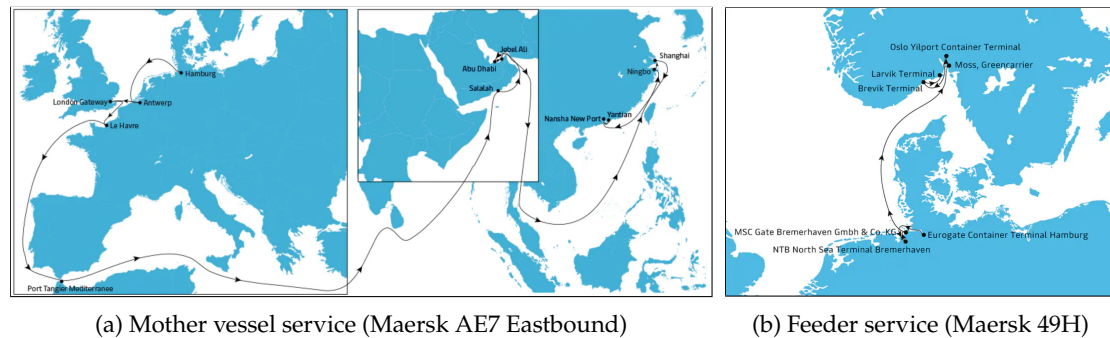 Hamburg
London Gateway
Antwerp
Le Havre
Port Tangier Mediterranee
Jebel Ali
Abu Dhabi
Salalah
Shanghai
Ningbo
Yantian
Nansha New Port
(a) Mother vessel service (Maersk AE7 Eastbound)
Oslo Yilport Container Terminal
Moss, Greencarrier
Larvik Terminal
Brevik Terminal
MSC Gate Bremerhaven Gmbh & Co. KG
Eurogate Container Terminal Hamburg
NTB North Sea Terminal Bremerhaven
(b) Feeder service (Maersk 49H)